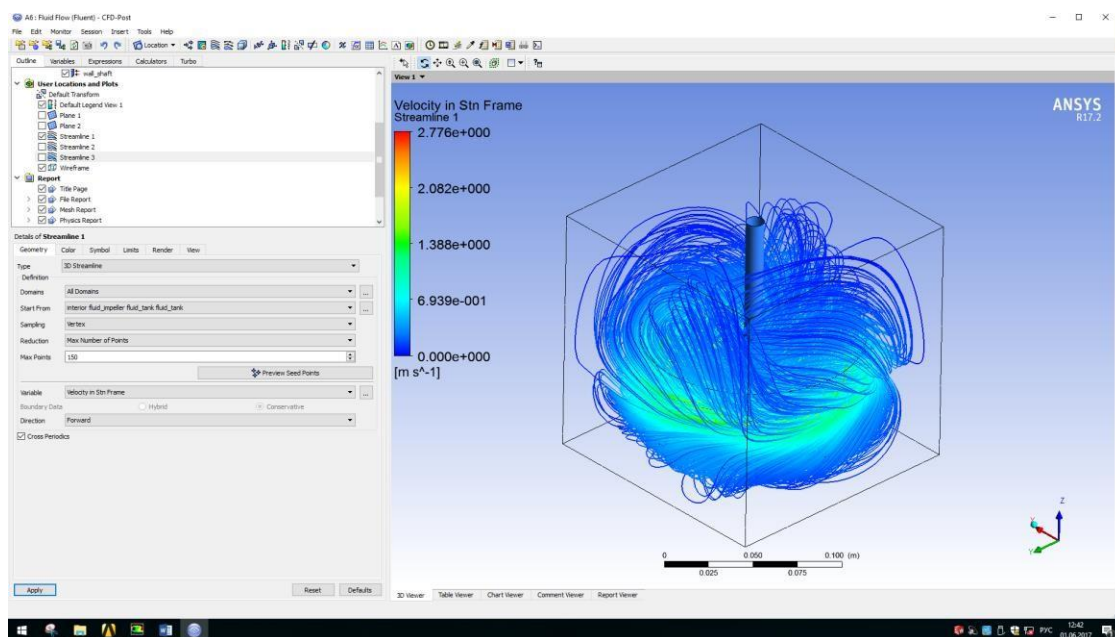 A6 : Fluid Flow (Fluent) - CFD-Post
File Edit Monitor Session Insert Tools Help
Location
Outline Variables Expressions Calculators Turbo
wall_shaft
User Locations and Plots
Default Transform
Default Legend View 1
Plane 1
Plane 2
Streamline 1
Streamline 2
Streamline 3
Wireframe
Report
Title Page
File Report
Mesh Report
Physics Report
Details of Streamline 1
Geometry Color Symbol Limits Render View
Type 3D Streamline
Definition
Domains All Domains ...
Start From interior fluid_impeller fluid_tank fluid_tank ...
Sampling Vertex
Reduction Max Number of Points
Max Points 150
Preview Seed Points
Variable Velocity in Stn Frame ...
Boundary Data Hybrid Conservative
Direction Forward
Cross Periodics
Apply Reset Defaults
View 1
Velocity in Stn Frame
Streamline 1
2.776e+000
2.082e+000
1.388e+000
6.939e-001
0.000e+000
[m s^-1]
ANSYS
R17.2
Z
Y
0 0.050 0.100 (m)
0.025 0.075
3D Viewer Table Viewer Chart Viewer Comment Viewer Report Viewer
РУС
12:42
01.06.2017